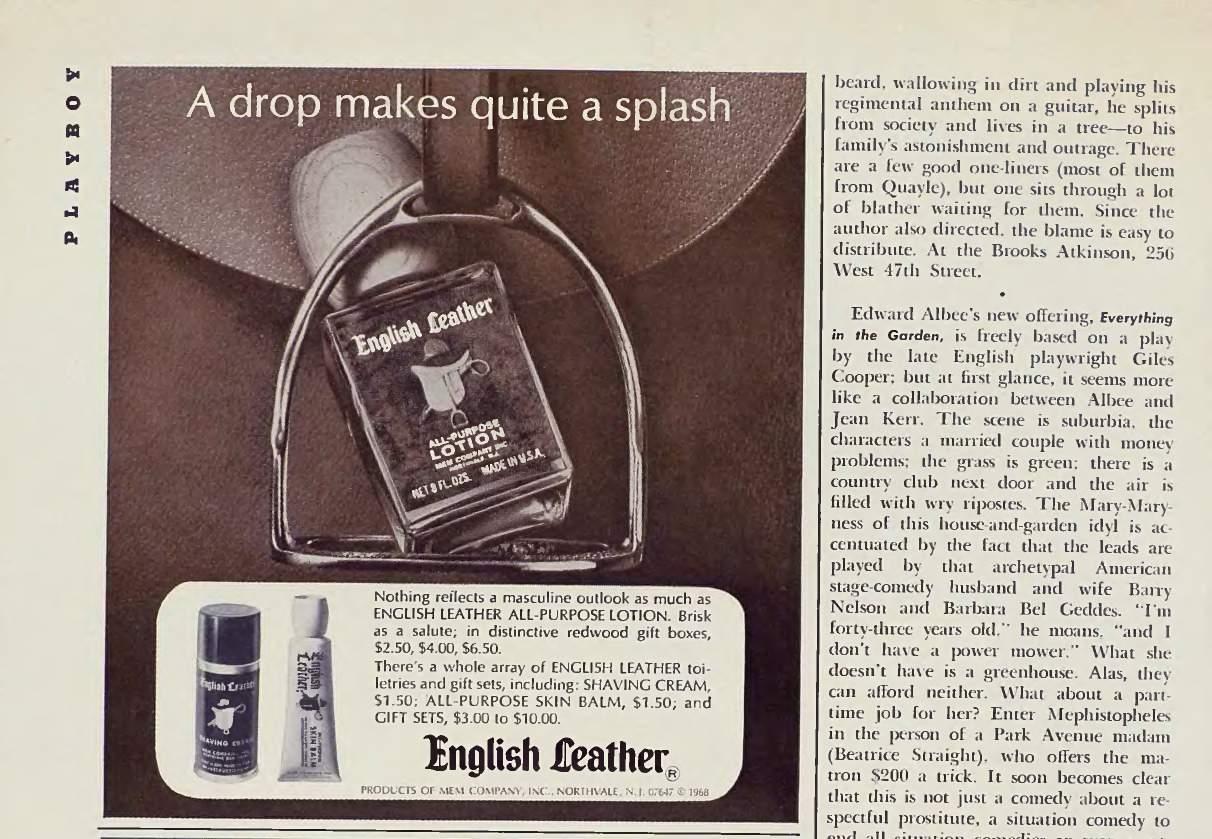 PLAYBOY
A drop makes quite a splash
English Leather
ALL-PURPOSE
LOTION
MEM COMPANY INC
NORTHVALE, N.J.
NET 8 FL. OZS. MADE IN U.S.A.
Nothing reflects a masculine outlook as much as
ENGLISH LEATHER ALL-PURPOSE LOTION. Brisk
as a salute; in distinctive redwood gift boxes,
$2.50, $4.00, $6.50.
There's a whole array of ENGLISH LEATHER toi-
letries and gift sets, including: SHAVING CREAM,
$1.50; ALL-PURPOSE SKIN BALM, $1.50; and
GIFT SETS, $3.00 to $10.00.
English Leather
SHAVING CREAM
English
Leather
SKIN BALM
English Leather®
PRODUCTS OF MEM COMPANY, INC., NORTHVALE, N.J. 07647 © 1968
beard, wallowing in dirt and playing his
regimental anthem on a guitar, he splits
from society and lives in a tree—to his
family's astonishment and outrage. There
are a few good one-liners (most of them
from Quayle), but one sits through a lot
of blather waiting for them. Since the
author also directed, the blame is easy to
distribute. At the Brooks Atkinson, 256
West 47th Street.
•
Edward Albee's new offering, Everything
in the Garden, is freely based on a play
by the late English playwright Giles
Cooper; but at first glance, it seems more
like a collaboration between Albee and
Jean Kerr. The scene is suburbia, the
characters a married couple with money
problems; the grass is green; there is a
country club next door and the air is
filled with wry ripostes. The Mary-Mary-
ness of this house-and-garden idyl is ac-
centuated by the fact that the leads are
played by that archetypal American
stage-comedy husband and wife Barry
Nelson and Barbara Bel Geddes. "I'm
forty-three years old," he moans, "and I
don't have a power mower." What she
doesn't have is a greenhouse. Alas, they
can afford neither. What about a part-
time job for her? Enter Mephistopheles
in the person of a Park Avenue madam
(Beatrice Straight), who offers the ma-
tron $200 a trick. It soon becomes clear
that this is not just a comedy about a re-
spectful prostitute, a situation comedy to